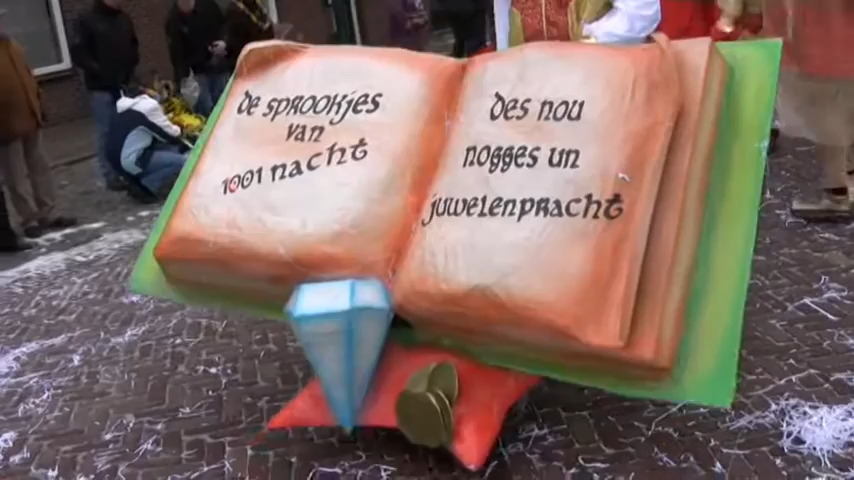 De sprookjes
van
1001 nacht
Des nou
nogges un
juwelenpracht